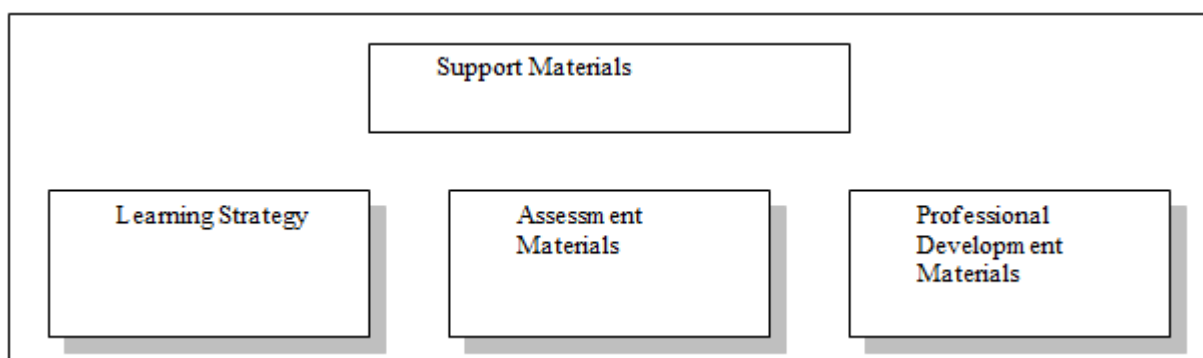 Support Materials
Learning Strategy
Assessment
Materials
Professional
Development
Materials